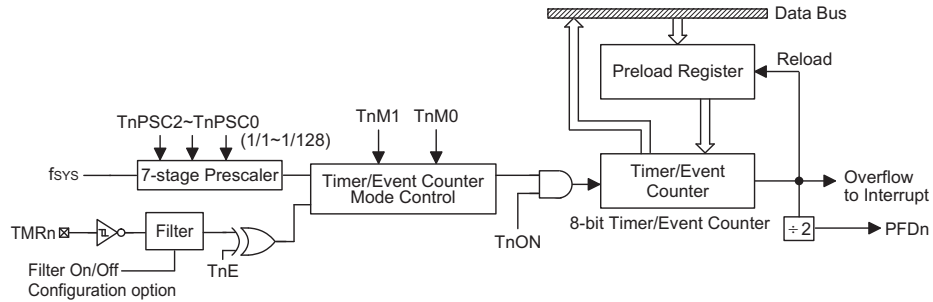 Data Bus
Preload Register
Reload
TnPSC2~TnPSC0
(1/1~1/128)
TnM1
TnM0
fSYS
7-stage Prescaler
Timer/Event Counter
Mode Control
Timer/Event
Counter
Overflow
to Interrupt
8-bit Timer/Event Counter
TMRn
Filter
TnE
TnON
÷2
PFDn
Filter On/Off
Configuration option